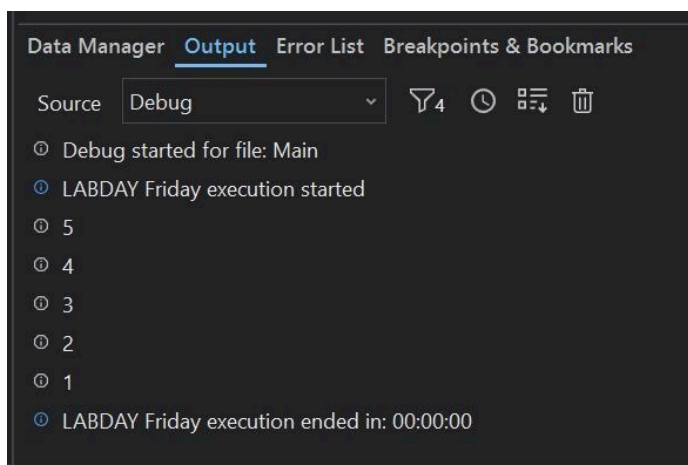 Data Manager Output Error List Breakpoints & Bookmarks
Source Debug 4
Debug started for file: Main
LABDAY Friday execution started
5
4
3
2
1
LABDAY Friday execution ended in: 00:00:00